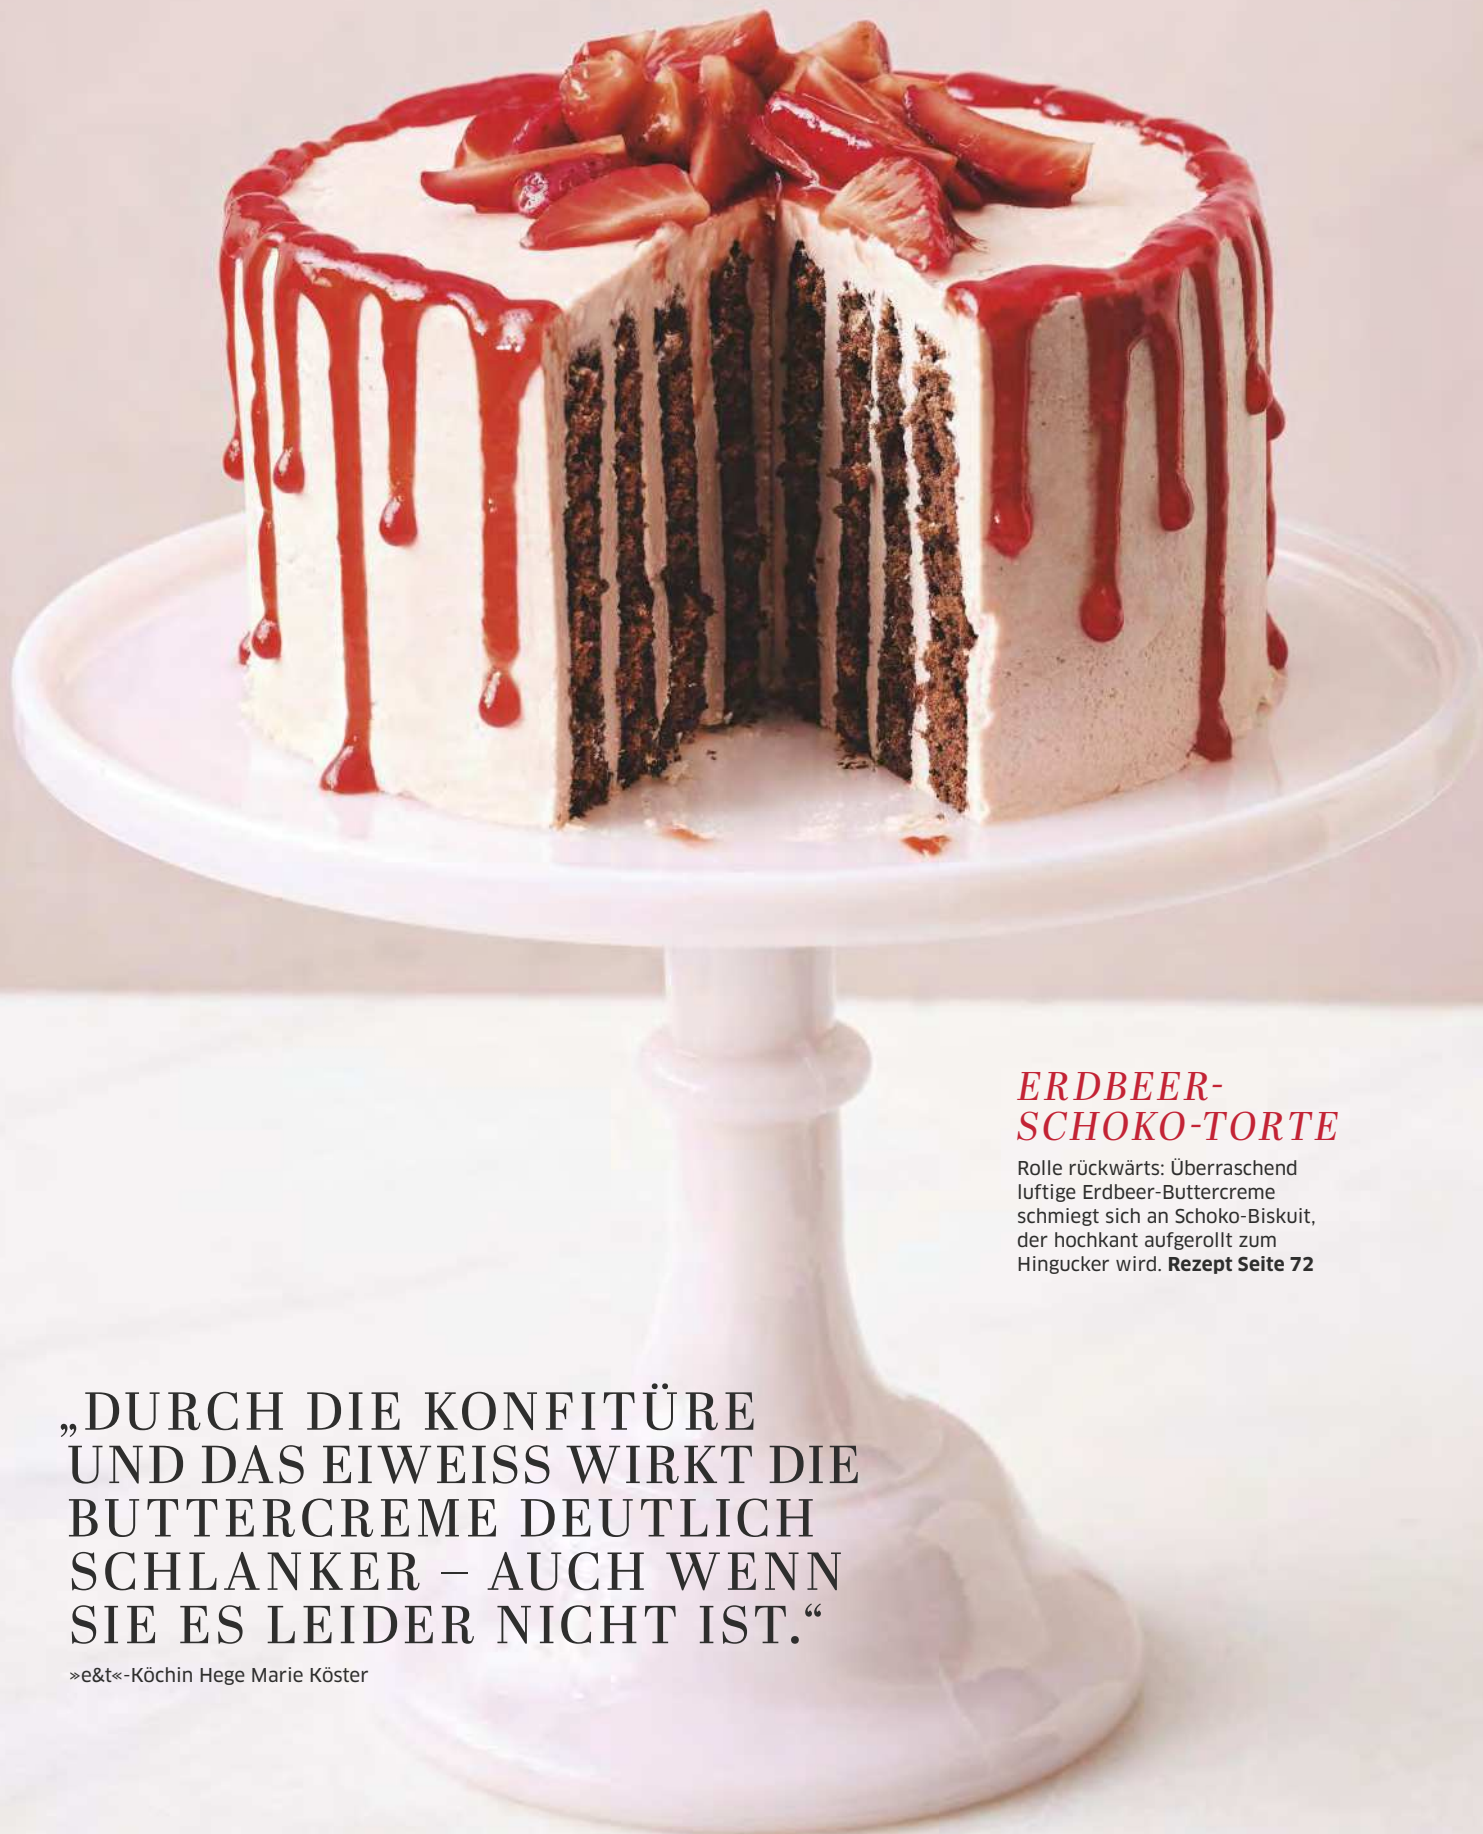 ERDBEER-
SCHOKO-TORTE
Rolle rückwärts: Überraschend
luftige Erdbeer-Buttercreme
schmiegt sich an Schoko-Biskuit,
der hochkant aufgerollt zum
Hingucker wird. Rezept Seite 72
„DURCH DIE KONFITÜRE
UND DAS EIWEISS WIRKT DIE
BUTTERCREME DEUTLICH
SCHLANKER – AUCH WENN
SIE ES LEIDER NICHT IST.“
»e&t«-Köchin Hege Marie Köster